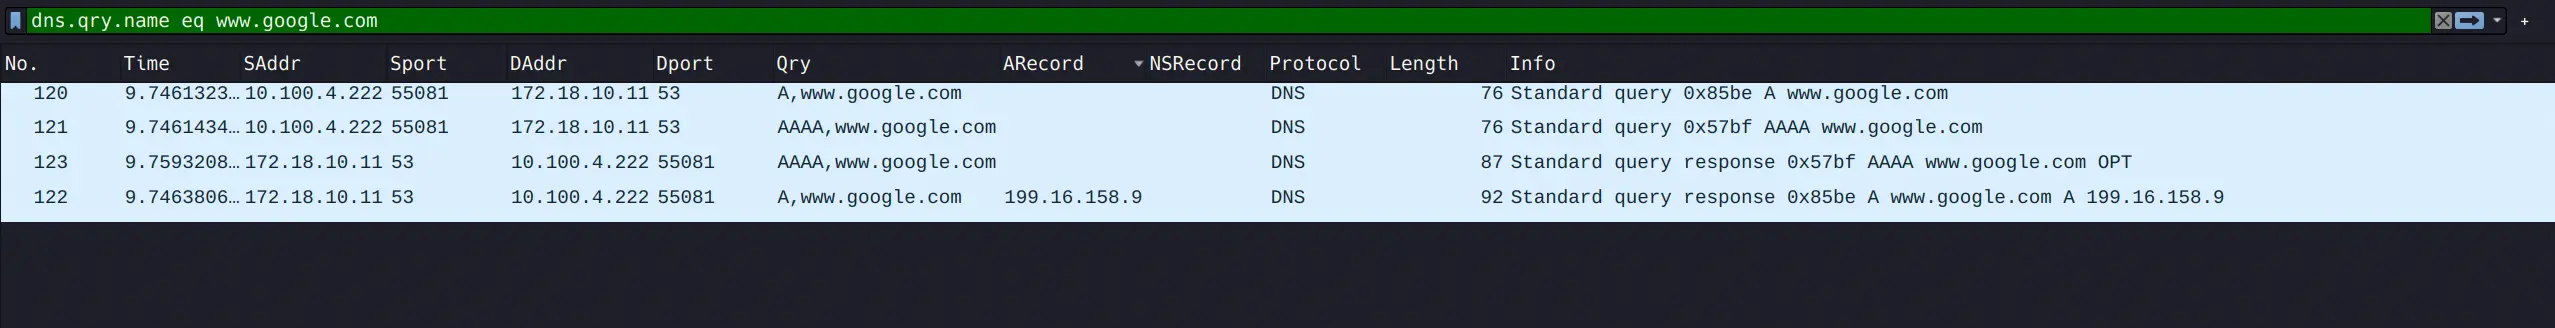 dns.qry.name eq www.google.com
+
No. Time SAddr Sport DAddr Dport Qry ARecord NSRecord Protocol Length Info
120 9.7461323… 10.100.4.222 55081 172.18.10.11 53 A,www.google.com DNS 76 Standard query 0x85be A www.google.com
121 9.7461434… 10.100.4.222 55081 172.18.10.11 53 AAAA,www.google.com DNS 76 Standard query 0x57bf AAAA www.google.com
123 9.7593208… 172.18.10.11 53 10.100.4.222 55081 AAAA,www.google.com DNS 87 Standard query response 0x57bf AAAA www.google.com OPT
122 9.7463806… 172.18.10.11 53 10.100.4.222 55081 A,www.google.com 199.16.158.9 DNS 92 Standard query response 0x85be A www.google.com A 199.16.158.9